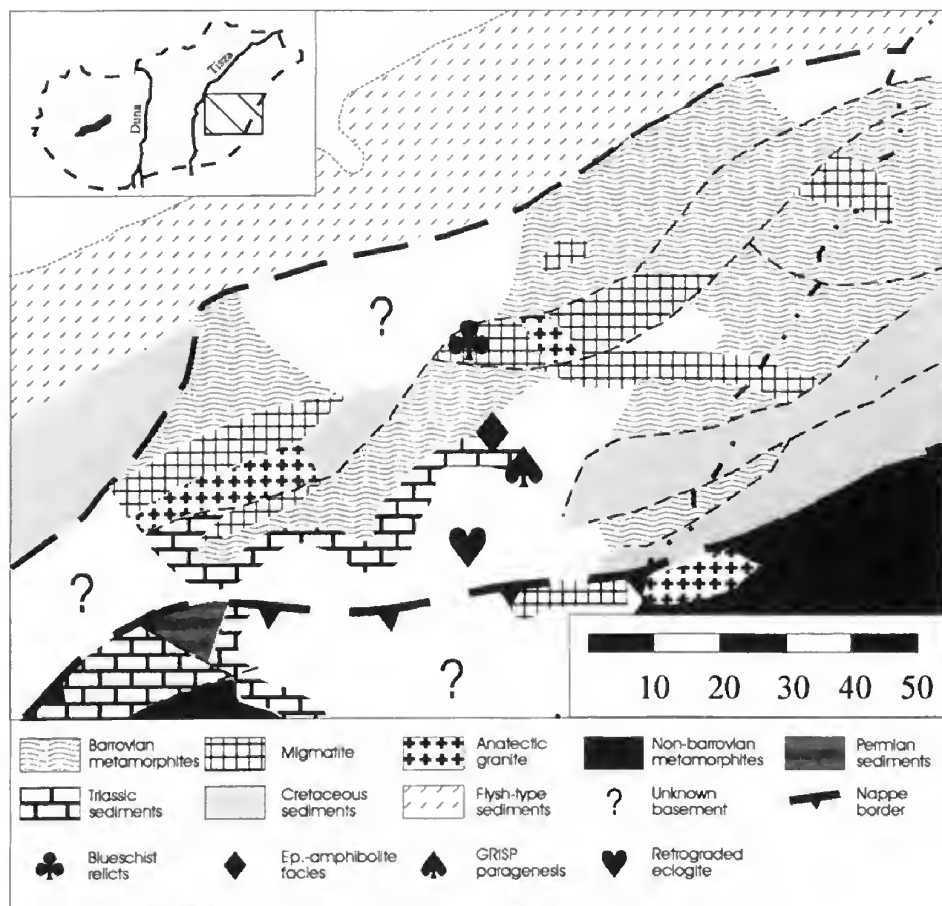 Duna
Tisza
?
?
?
10 20 30 40 50
Barrovian metamorphites
Migmatite
Anatectic granite
Non-barrovian metamorphites
Permian sediments
Triassic sediments
Cretaceous sediments
Flysh-type sediments
?
Unknown basement
Nappe border
Blueschist relicts
Ep.-amphibolite facies
GRISP paragenesis
Retrograded eclogite